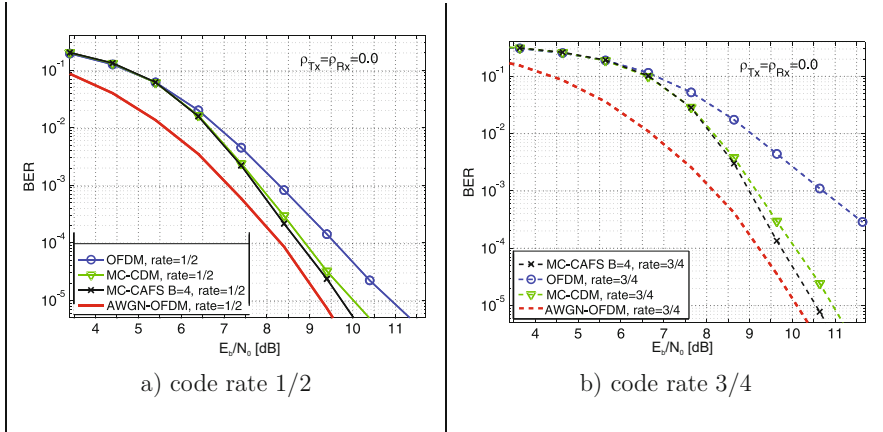 ρTx=ρRx=0.0
10-1
10-2
10-3
10-4
10-5
BER
OFDM, rate=1/2
MC-CDM, rate=1/2
MC-CAFS B=4, rate=1/2
AWGN-OFDM, rate=1/2
4 5 6 7 8 9 10 11
Eb/N0 [dB]
a) code rate 1/2
ρTx=ρRx=0.0
10-1
10-2
10-3
10-4
10-5
BER
MC-CAFS B=4, rate=3/4
OFDM, rate=3/4
MC-CDM, rate=3/4
AWGN-OFDM, rate=3/4
4 5 6 7 8 9 10 11
Eb/N0 [dB]
b) code rate 3/4